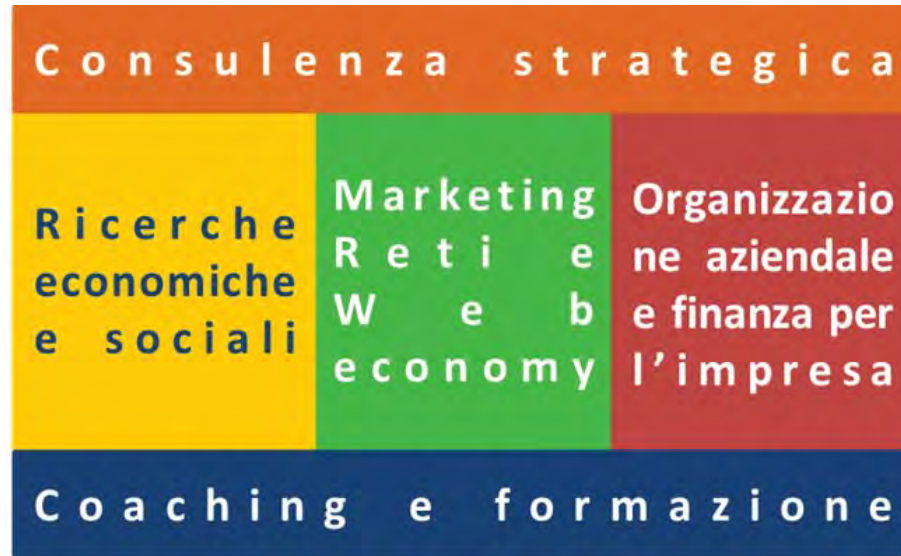 Consulenza strategica
Ricerche
economiche
e sociali
Marketing
Reti e
Web
economy
Organizzazio
ne aziendale
e finanza per
l'impresa
Coaching e formazione